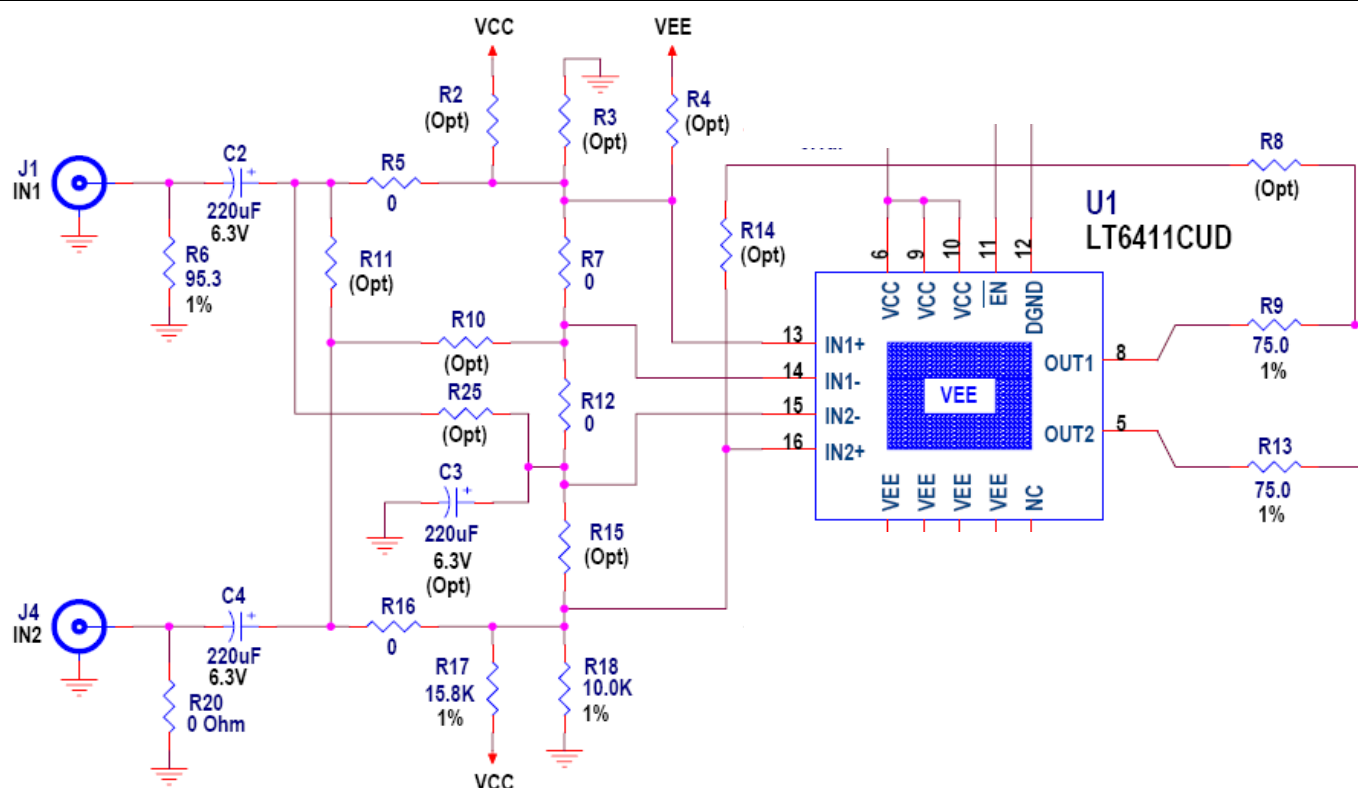 VCC
VEE
R2
(Opt)
R3
(Opt)
R4
(Opt)
J1
IN1
C2
+
220uF
6.3V
R5
0
R8
(Opt)
R6
95.3
1%
R11
(Opt)
R7
0
R14
(Opt)
U1
LT6411CUD
6
9
10
11
12
VCC
VCC
VCC
EN
DGND
R10
(Opt)
13
IN1+
14
IN1-
15
IN2-
16
IN2+
VEE
OUT1
8
OUT2
5
R9
75.0
1%
R25
(Opt)
R12
0
R13
75.0
1%
C3
+
220uF
6.3V
(Opt)
R15
(Opt)
VEE
VEE
VEE
VEE
NC
J4
IN2
C4
+
220uF
6.3V
R16
0
R17
15.8K
1%
R18
10.0K
1%
R20
0 Ohm
VCC